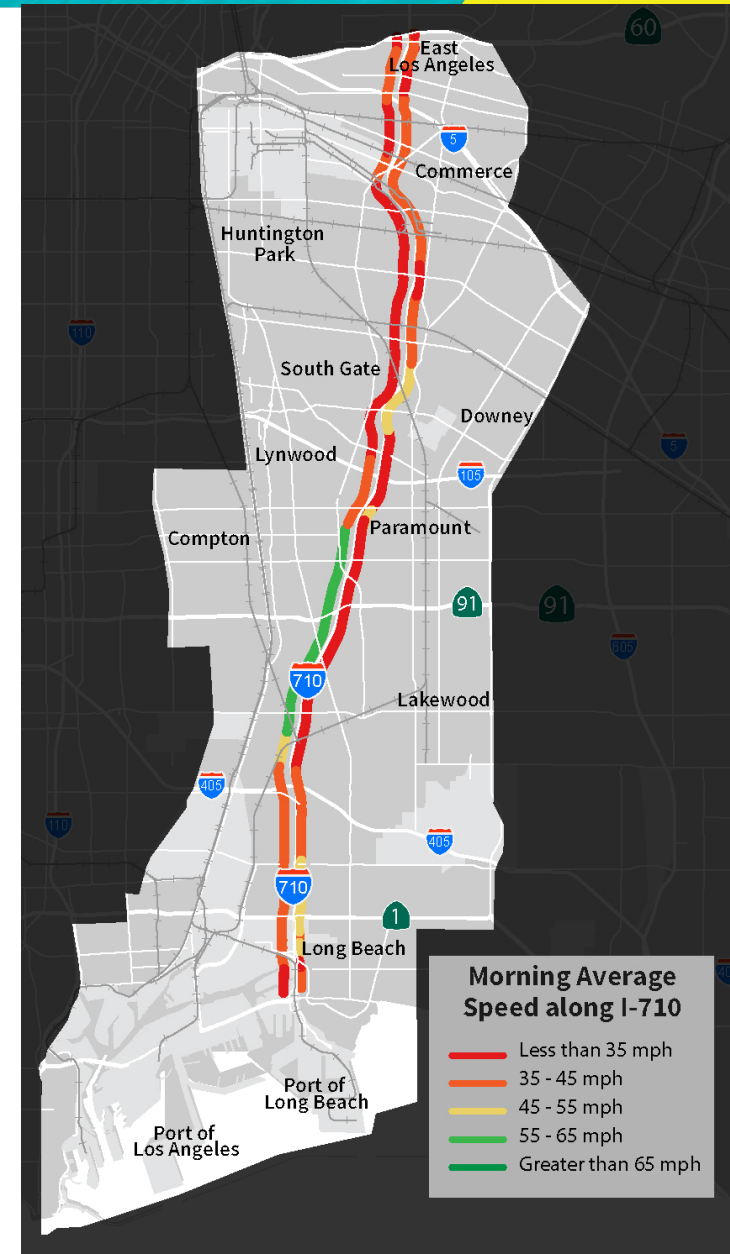 60
East
Los Angeles
5
Commerce
Huntington
Park
110
South Gate
Downey
Lynwood
5
105
Compton
Paramount
91
91
605
710
Lakewood
405
110
405
710
1
Long Beach
Morning Average
Speed along I-710
Less than 35 mph
35 - 45 mph
45 - 55 mph
55 - 65 mph
Greater than 65 mph
Port of
Long Beach
Port of
Los Angeles